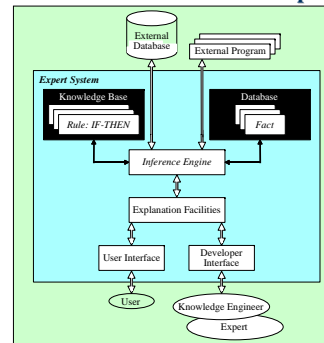 External
Database
External Program
Expert System
Knowledge Base
Rule: IF-THEN
Database
Fact
Inference Engine
Explanation Facilities
User Interface
Developer
Interface
User
Knowledge Engineer
Expert